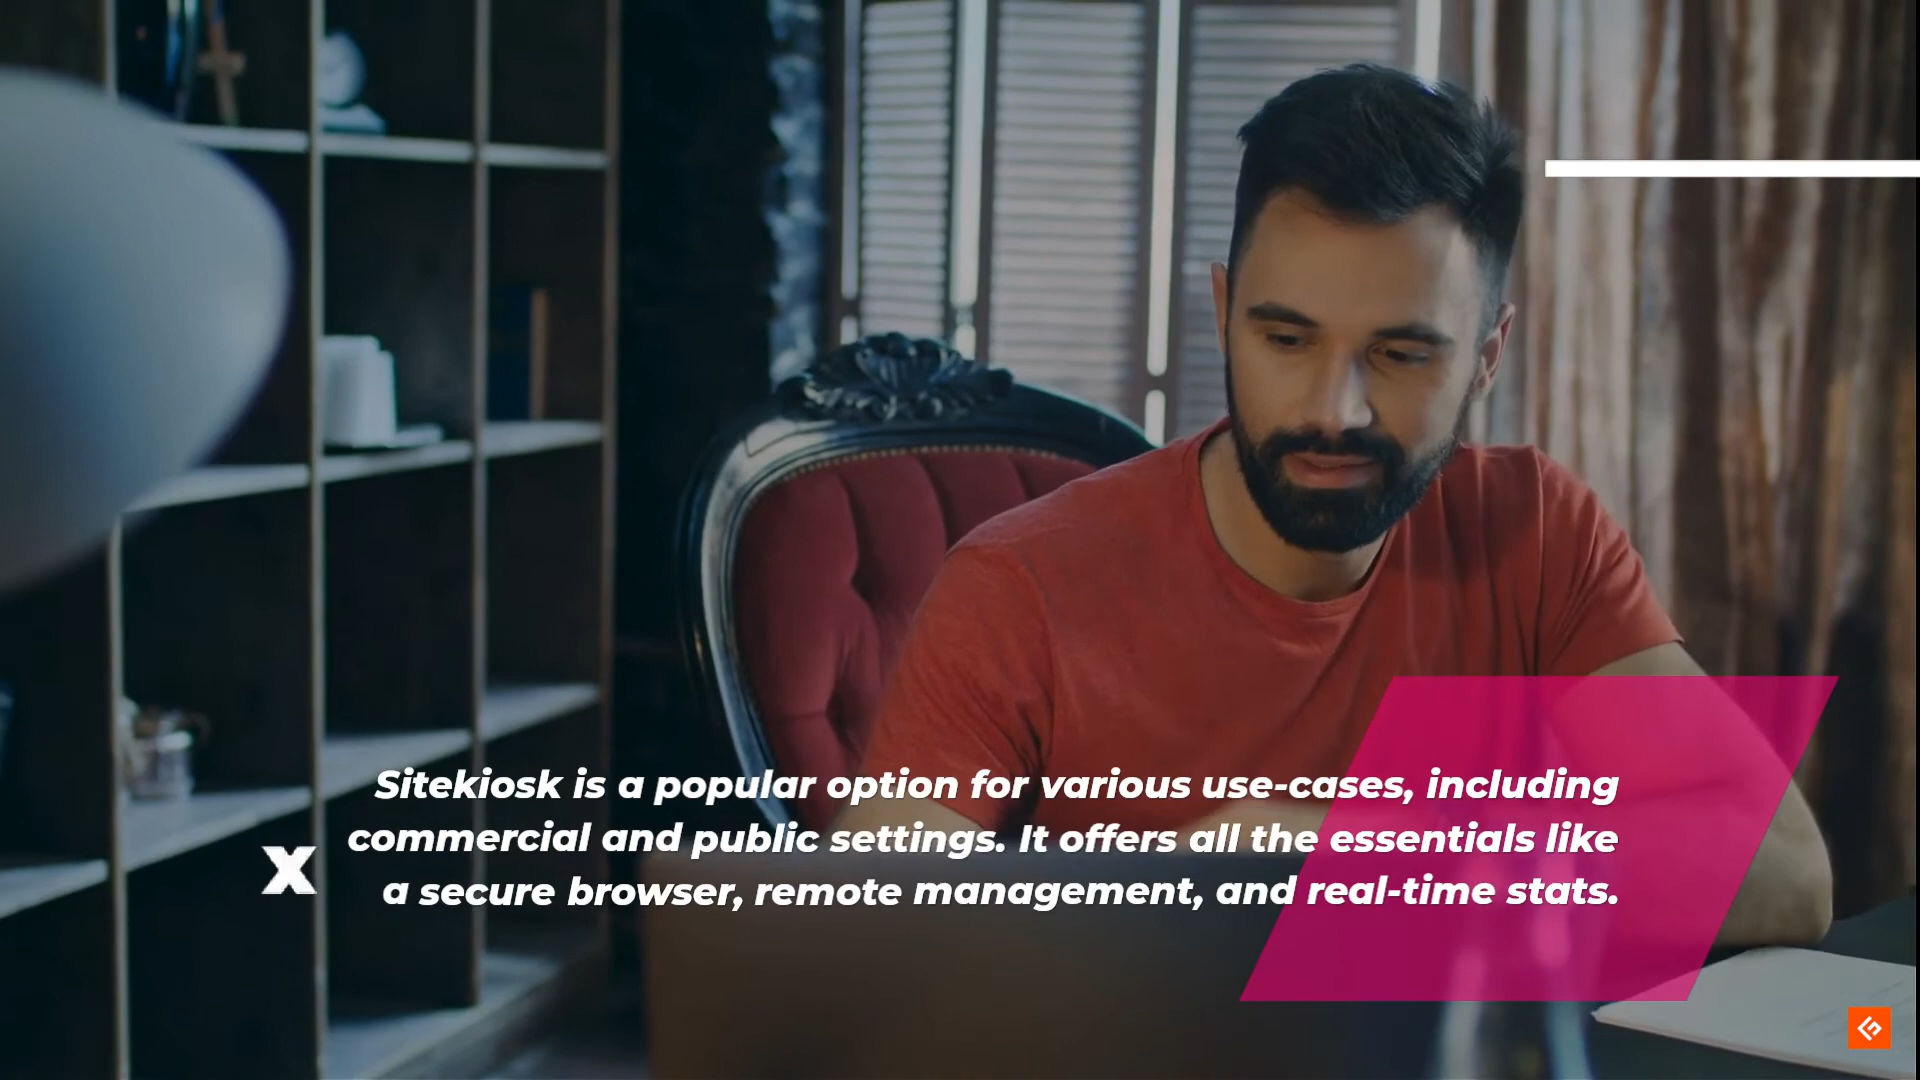 Sitekiosk is a popular option for various use-cases, including
commercial and public settings. It offers all the essentials like
a secure browser, remote management, and real-time stats.
X